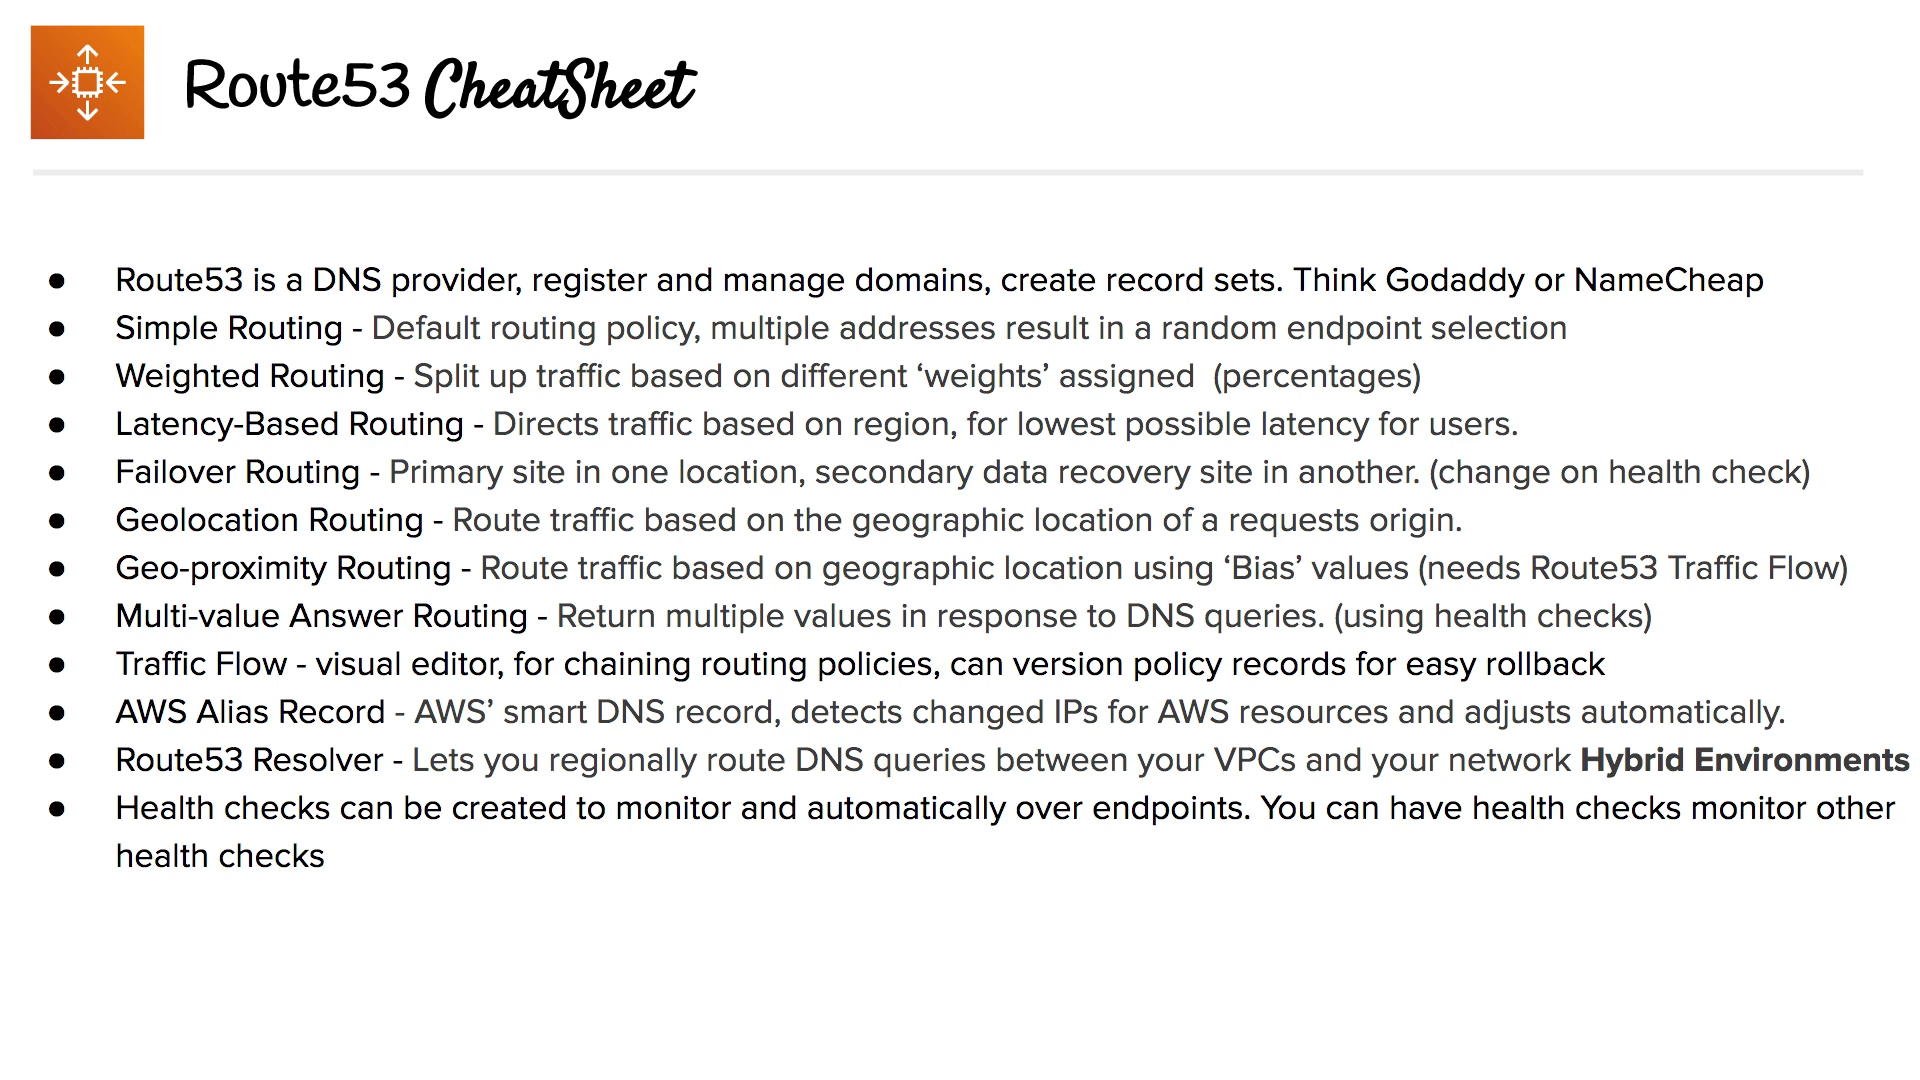 Route53 CheatSheet
● Route53 is a DNS provider, register and manage domains, create record sets. Think Godaddy or NameCheap
● Simple Routing - Default routing policy, multiple addresses result in a random endpoint selection
● Weighted Routing - Split up traffic based on different ‘weights’ assigned  (percentages)
● Latency-Based Routing - Directs traffic based on region, for lowest possible latency for users.
● Failover Routing - Primary site in one location, secondary data recovery site in another. (change on health check)
● Geolocation Routing - Route traffic based on the geographic location of a requests origin.
● Geo-proximity Routing - Route traffic based on geographic location using ‘Bias’ values (needs Route53 Traffic Flow)
● Multi-value Answer Routing - Return multiple values in response to DNS queries. (using health checks)
● Traffic Flow - visual editor, for chaining routing policies, can version policy records for easy rollback
● AWS Alias Record - AWS’ smart DNS record, detects changed IPs for AWS resources and adjusts automatically.
● Route53 Resolver - Lets you regionally route DNS queries between your VPCs and your network Hybrid Environments
● Health checks can be created to monitor and automatically over endpoints. You can have health checks monitor other
health checks